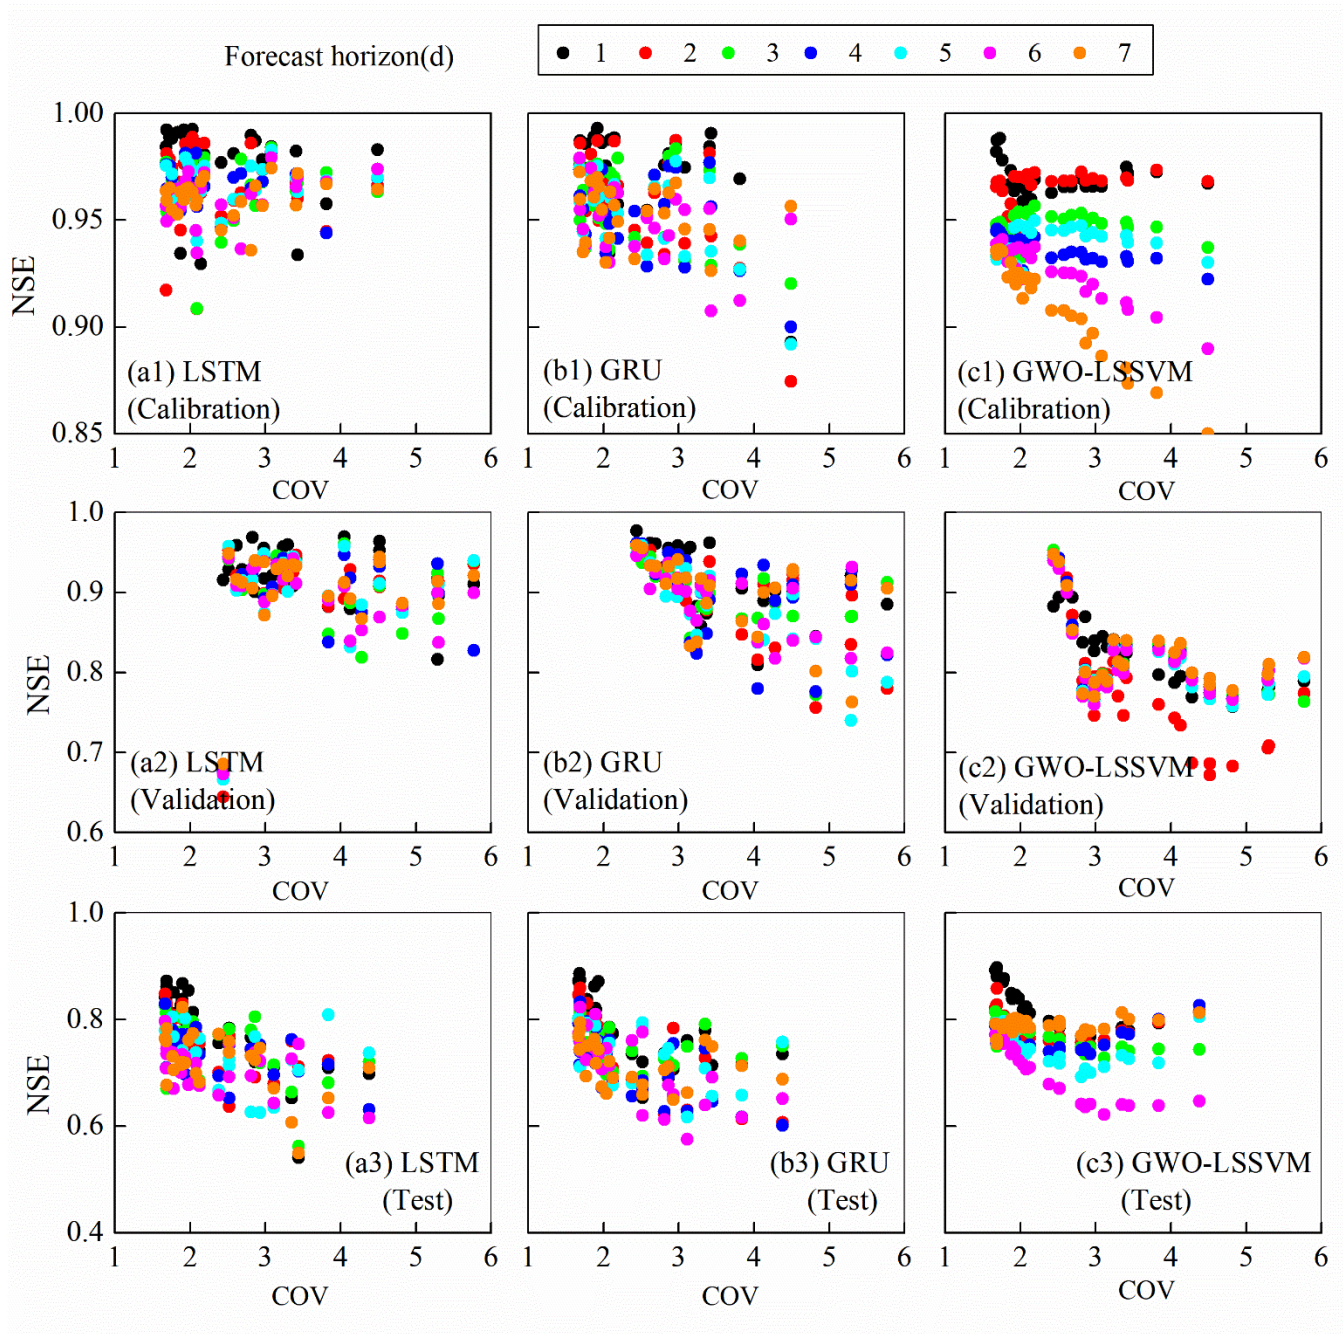 Forecast horizon(d) 1 2 3 4 5 6 7
1.00
0.95
NSE
0.90
0.85
(a1) LSTM
(Calibration)
(b1) GRU
(Calibration)
(c1) GWO-LSSVM
(Calibration)
1 2 3 4 5 6
1 2 3 4 5 6
1 2 3 4 5 6
COV
COV
COV
1.0
0.9
NSE
0.8
0.7
0.6
(a2) LSTM
(Validation)
(b2) GRU
(Validation)
(c2) GWO-LSSVM
(Validation)
1 2 3 4 5 6
1 2 3 4 5 6
1 2 3 4 5 6
COV
COV
COV
1.0
0.8
NSE
0.6
0.4
(a3) LSTM
(Test)
(b3) GRU
(Test)
(c3) GWO-LSSVM
(Test)
1 2 3 4 5 6
1 2 3 4 5 6
1 2 3 4 5 6
COV
COV
COV